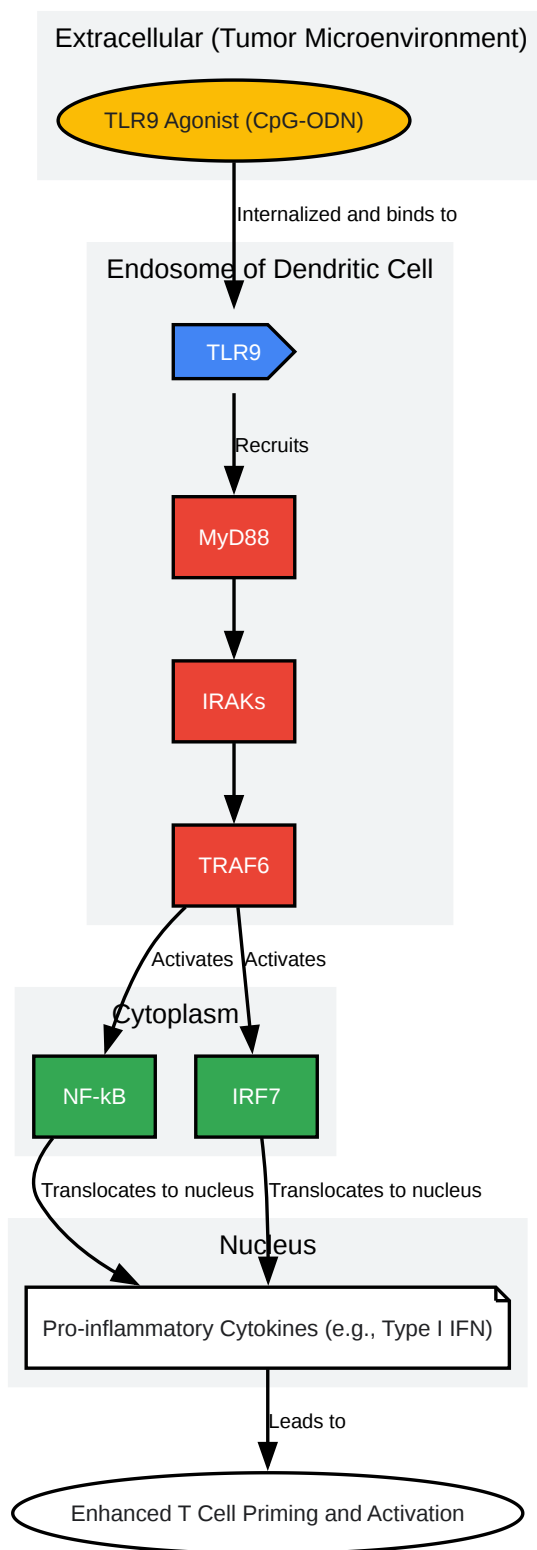 Extracellular (Tumor Microenvironment)
TLR9 Agonist (CpG-ODN)
Internalized and binds to
Endosome of Dendritic Cell
TLR9
Recruits
MyD88
IRAKs
TRAF6
Activates
Activates
Cytoplasm
NF-kB
IRF7
Translocates to nucleus
Translocates to nucleus
Nucleus
Pro-inflammatory Cytokines (e.g., Type I IFN)
Leads to
Enhanced T Cell Priming and Activation